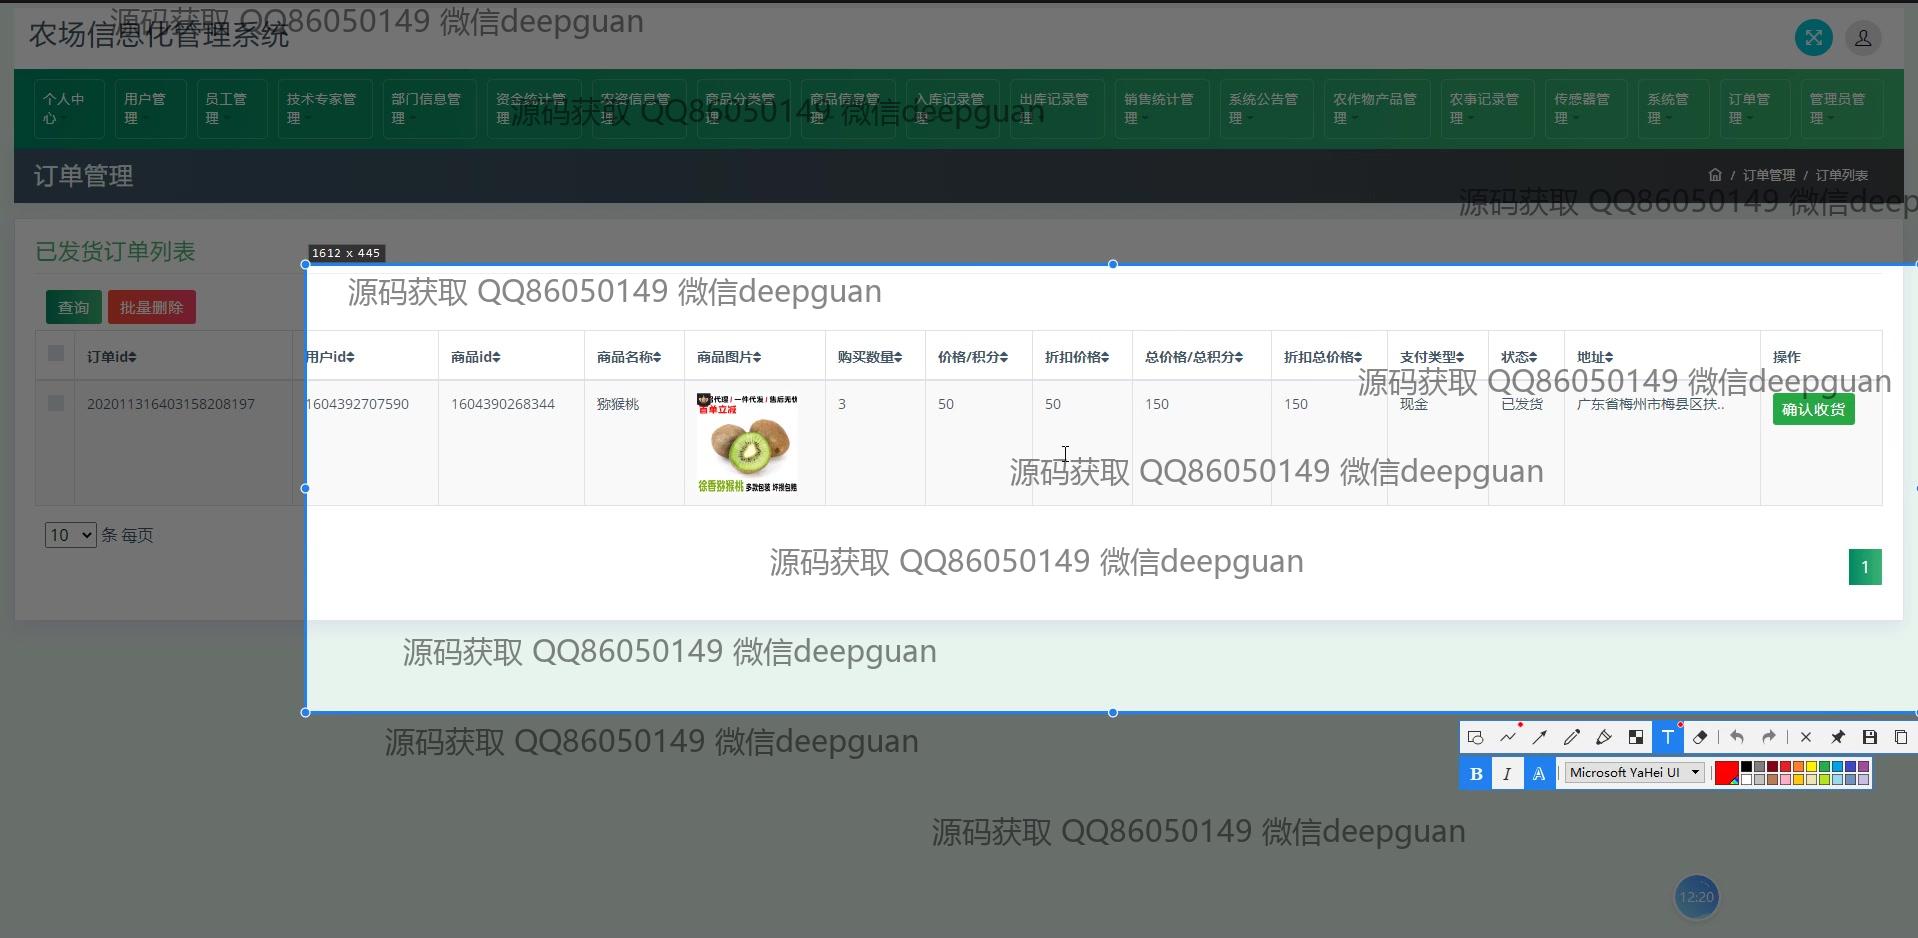 源码获取 QQ86050149 微信deepguan
农场信息化管理系统
个人中心
用户管理
员工管理
技术专家管理
部门信息管理
资金统计管理
农资信息管理
商品分类管理
商品信息管理
入库记录管理
出库记录管理
销售统计管理
系统公告管理
农作物产品管理
农事记录管理
传感器管理
系统管理
订单管理
管理员管理
源码获取 QQ86050149 微信deepguan
订单管理
/ 订单管理 / 订单列表
源码获取 QQ86050149 微信deep
已发货订单列表
1612 x 445
源码获取 QQ86050149 微信deepguan
查询 批量删除
订单id 用户id 商品id 商品名称 商品图片 购买数量 价格/积分 折扣价格 总价格/总积分 折扣总价格 支付类型 状态 地址 操作
源码获取 QQ86050149 微信deepguan
202011316403158208197 1604392707590 1604390268344 猕猴桃 3 50 50 150 150 现金 已发货 广东省梅州市梅县区扶.. 确认收货
代理 / 一件代发 / 售后无忧
首单立减
徐香猕猴桃 多款包装 坏损包赔
源码获取 QQ86050149 微信deepguan
10 条 每页
源码获取 QQ86050149 微信deepguan
1
源码获取 QQ86050149 微信deepguan
源码获取 QQ86050149 微信deepguan
T
B I A Microsoft YaHei UI
源码获取 QQ86050149 微信deepguan
12:20